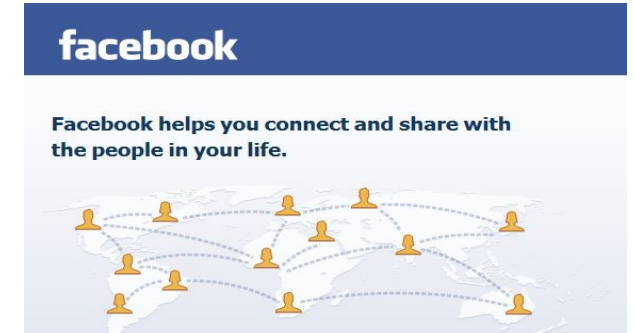 facebook
Facebook helps you connect and share with
the people in your life.